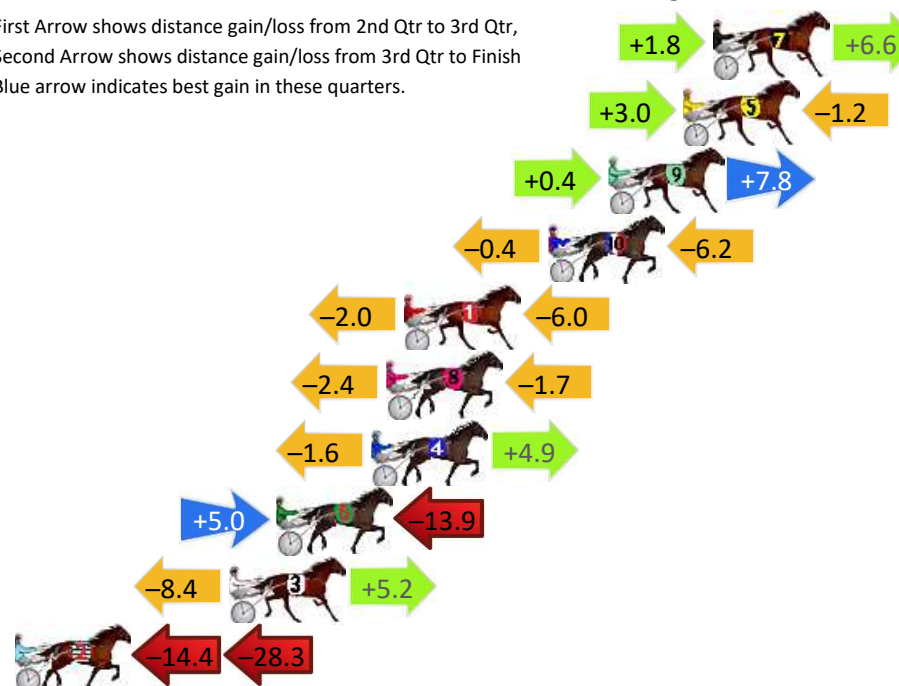 First Arrow shows distance gain/loss from 2nd Qtr to 3rd Qtr,
Second Arrow shows distance gain/loss from 3rd Qtr to Finish
Blue arrow indicates best gain in these quarters.
+1.8 7 +6.6
+3.0 5 –1.2
+0.4 9 +7.8
–0.4 10 –6.2
–2.0 1 –6.0
–2.4 8 –1.7
–1.6 4 +4.9
+5.0 6 –13.9
–8.4 3 +5.2
2 –14.4 –28.3